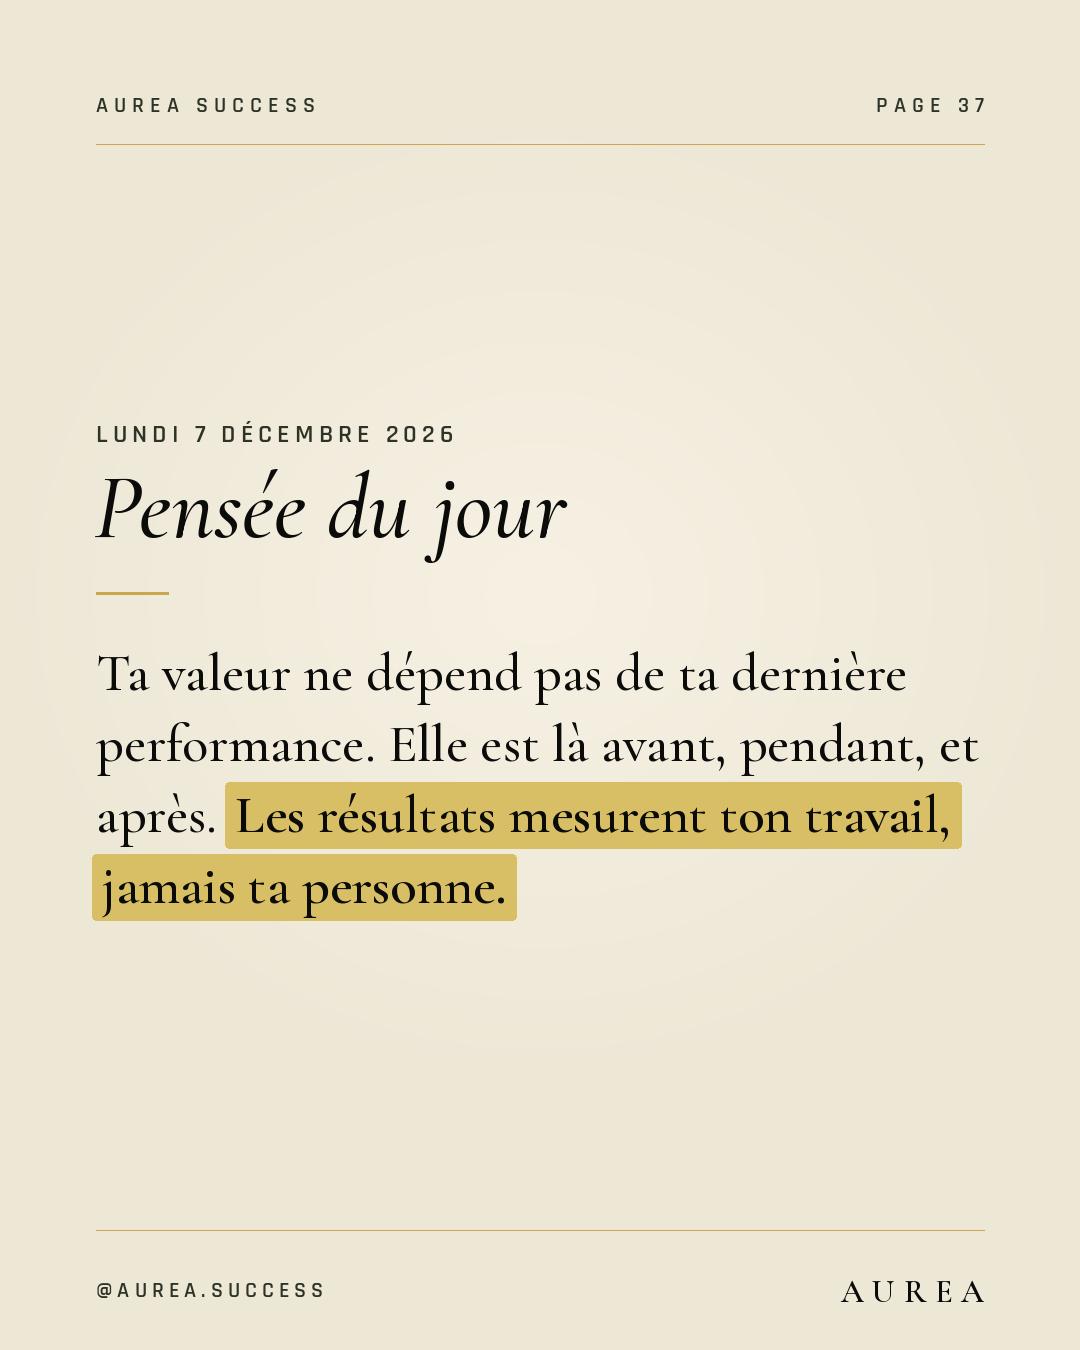 AUREA SUCCESS
PAGE 37
LUNDI 7 DÉCEMBRE 2026
Pensée du jour
Ta valeur ne dépend pas de ta dernière
performance. Elle est là avant, pendant, et
après. Les résultats mesurent ton travail,
jamais ta personne.
@AUREA.SUCCESS
AUREA